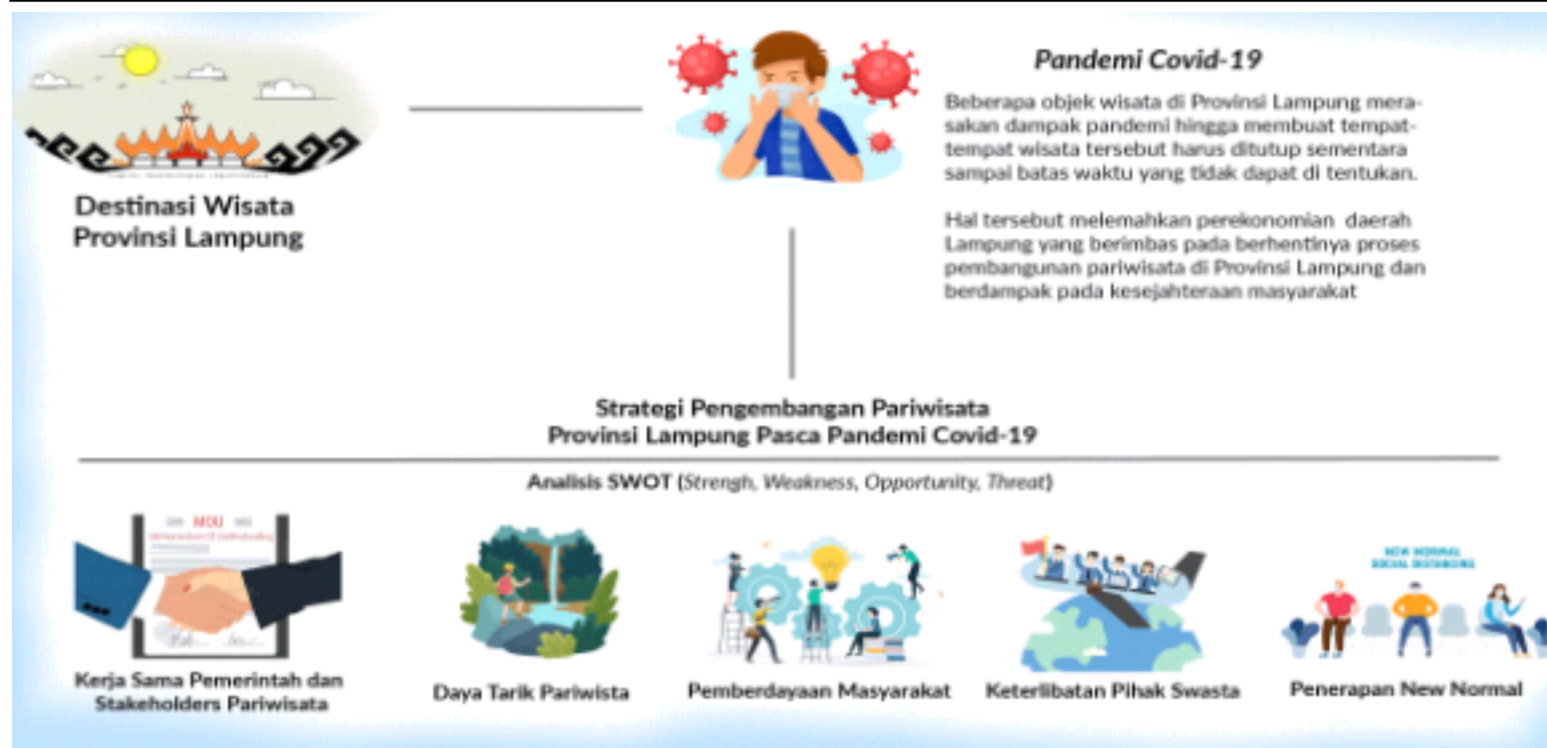 Destinasi Wisata
Provinsi Lampung
Pandemi Covid-19
Beberapa objek wisata di Provinsi Lampung mera-
sakan dampak pandemi hingga membuat tempat-
tempat wisata tersebut harus ditutup sementara
sampai batas waktu yang tidak dapat di tentukan.
Hal tersebut melemahkan perekonomian daerah
Lampung yang berimbas pada berhentinya proses
pembangunan pariwisata di Provinsi Lampung dan
berdampak pada kesejahteraan masyarakat
Strategi Pengembangan Pariwisata
Provinsi Lampung Pasca Pandemi Covid-19
Analisis SWOT (Strengh, Weakness, Opportunity, Threat)
MOU
NEW NORMAL
SOCIAL DISTANCING
Kerja Sama Pemerintah dan
Stakeholders Pariwisata
Daya Tarik Pariwista
Pemberdayaan Masyarakat
Keterlibatan Pihak Swasta
Penerapan New Normal